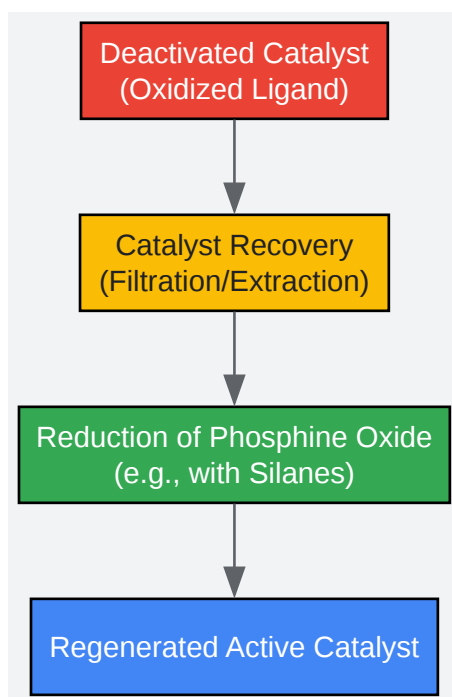 Deactivated Catalyst
(Oxidized Ligand)
Catalyst Recovery
(Filtration/Extraction)
Reduction of Phosphine Oxide
(e.g., with Silanes)
Regenerated Active Catalyst